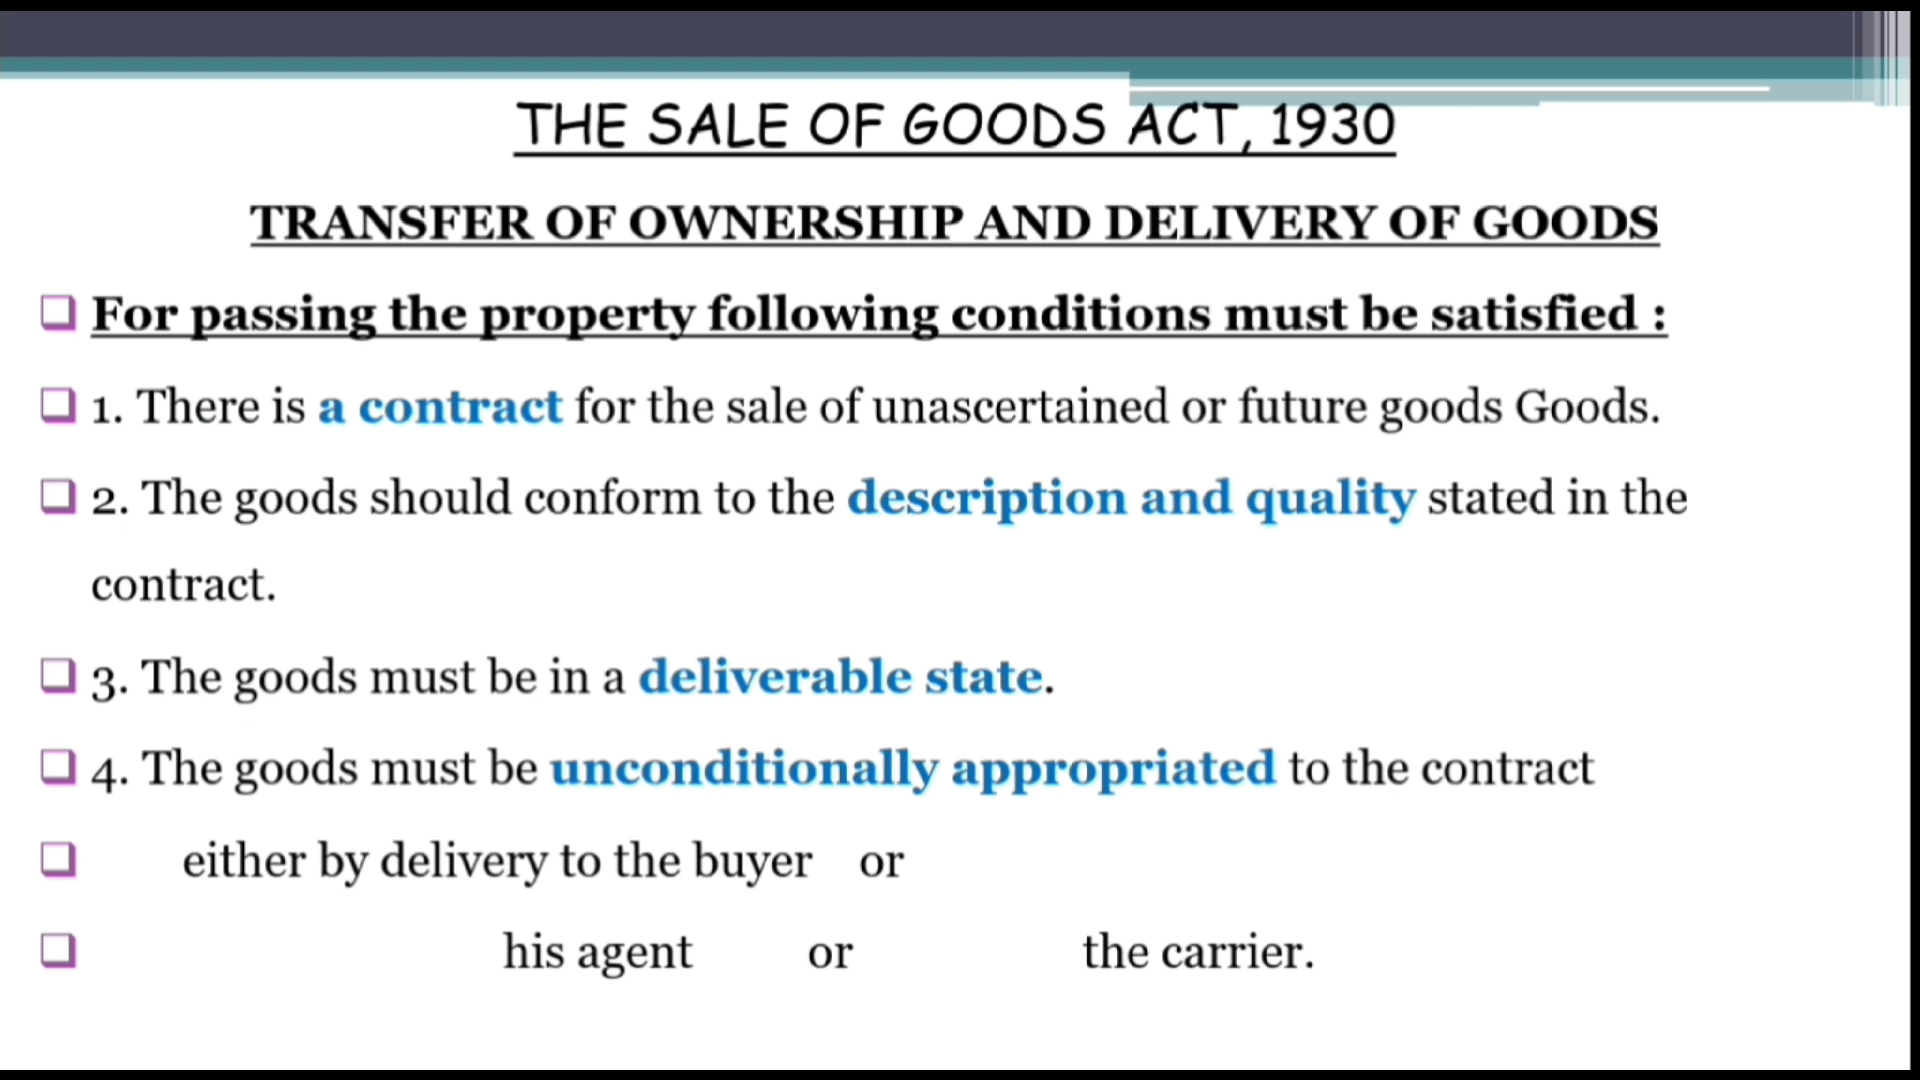 THE SALE OF GOODS ACT, 1930
TRANSFER OF OWNERSHIP AND DELIVERY OF GOODS
For passing the property following conditions must be satisfied :
1. There is a contract for the sale of unascertained or future goods Goods.
2. The goods should conform to the description and quality stated in the
contract.
3. The goods must be in a deliverable state.
4. The goods must be unconditionally appropriated to the contract
either by delivery to the buyer or
his agent or the carrier.